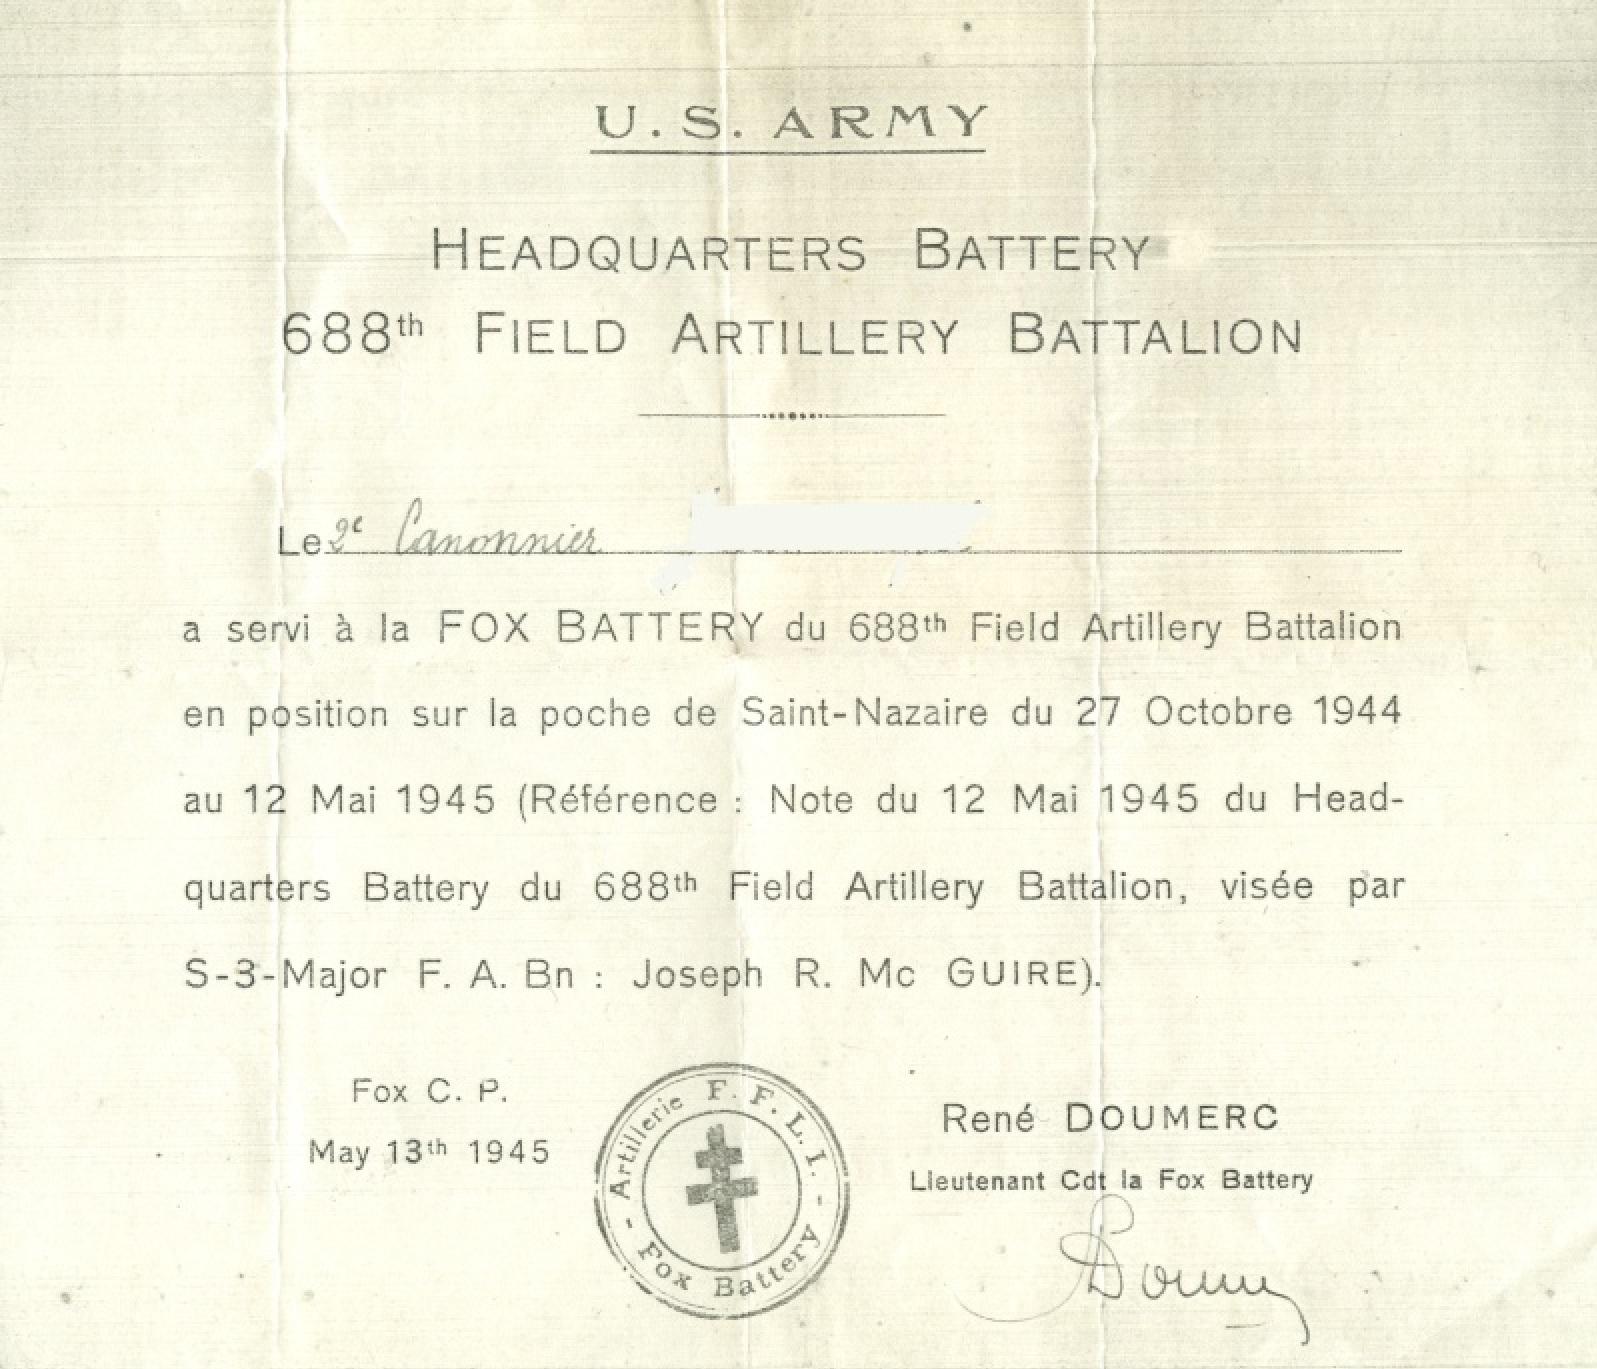 U. S. ARMY
HEADQUARTERS BATTERY
688th FIELD ARTILLERY BATTALION
Le 2e Canonnier
a servi à la FOX BATTERY du 688th Field Artillery Battalion
en position sur la poche de Saint-Nazaire du 27 Octobre 1944
au 12 Mai 1945 (Référence : Note du 12 Mai 1945 du Head-
quarters Battery du 688th Field Artillery Battalion, visée par
S-3-Major F. A. Bn : Joseph R. Mc GUIRE).
Fox C. P.
May 13th 1945
Artillerie F. F. L. I. -
- Fox Battery
René DOUMERC
Lieutenant Cdt la Fox Battery